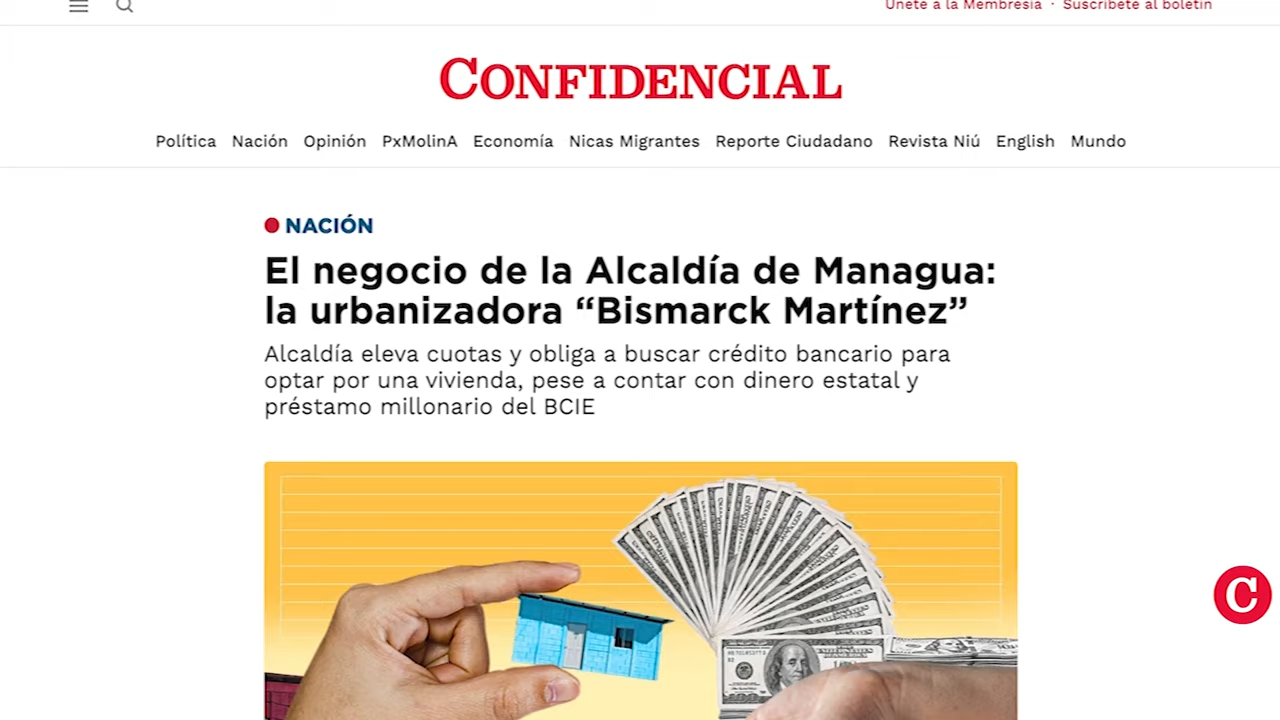 Únete a la Membresía · Suscríbete al boletín
CONFIDENCIAL
Política Nación Opinión PxMolinA Economía Nicas Migrantes Reporte Ciudadano Revista Niú English Mundo
NACIÓN
El negocio de la Alcaldía de Managua:
la urbanizadora “Bismarck Martínez”
Alcaldía eleva cuotas y obliga a buscar crédito bancario para
optar por una vivienda, pese a contar con dinero estatal y
préstamo millonario del BCIE
C